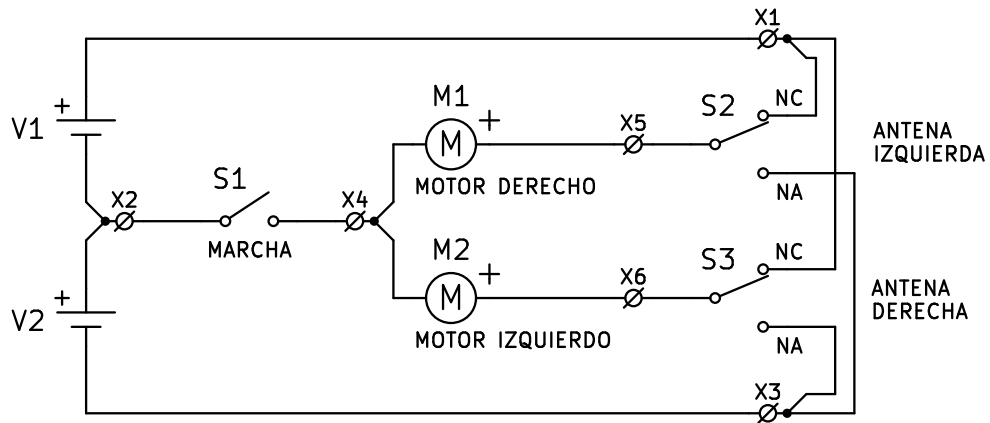 X1
M1
+
NC
S2
V1
+
X5
M
ANTENA
IZQUIERDA
MOTOR DERECHO
S1
X2
X4
NA
MARCHA
M2
+
NC
S3
X6
V2
+
M
ANTENA
DERECHA
MOTOR IZQUIERDO
NA
X3